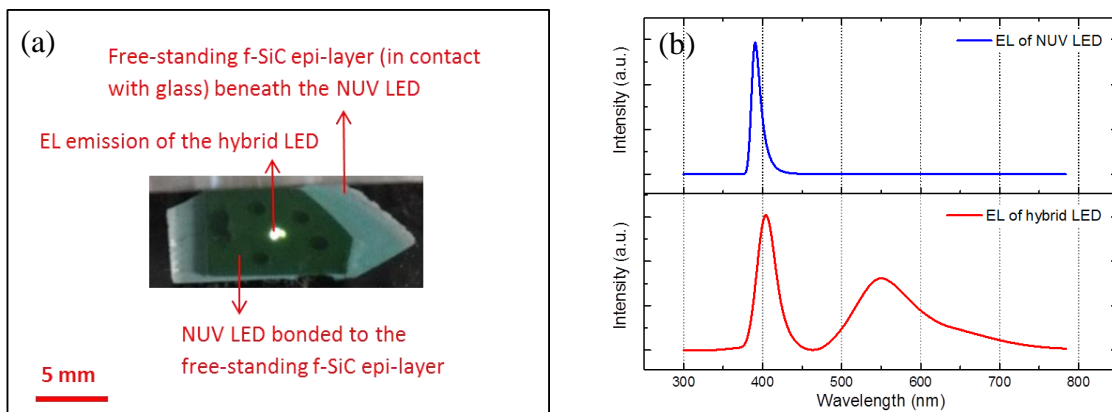 (a)
Free-standing f-SiC epi-layer (in contact
with glass) beneath the NUV LED
EL emission of the hybrid LED
NUV LED bonded to the
free-standing f-SiC epi-layer
5 mm
(b)
EL of NUV LED
Intensity (a.u.)
EL of hybrid LED
Intensity (a.u.)
300 400 500 600 700 800
Wavelength (nm)